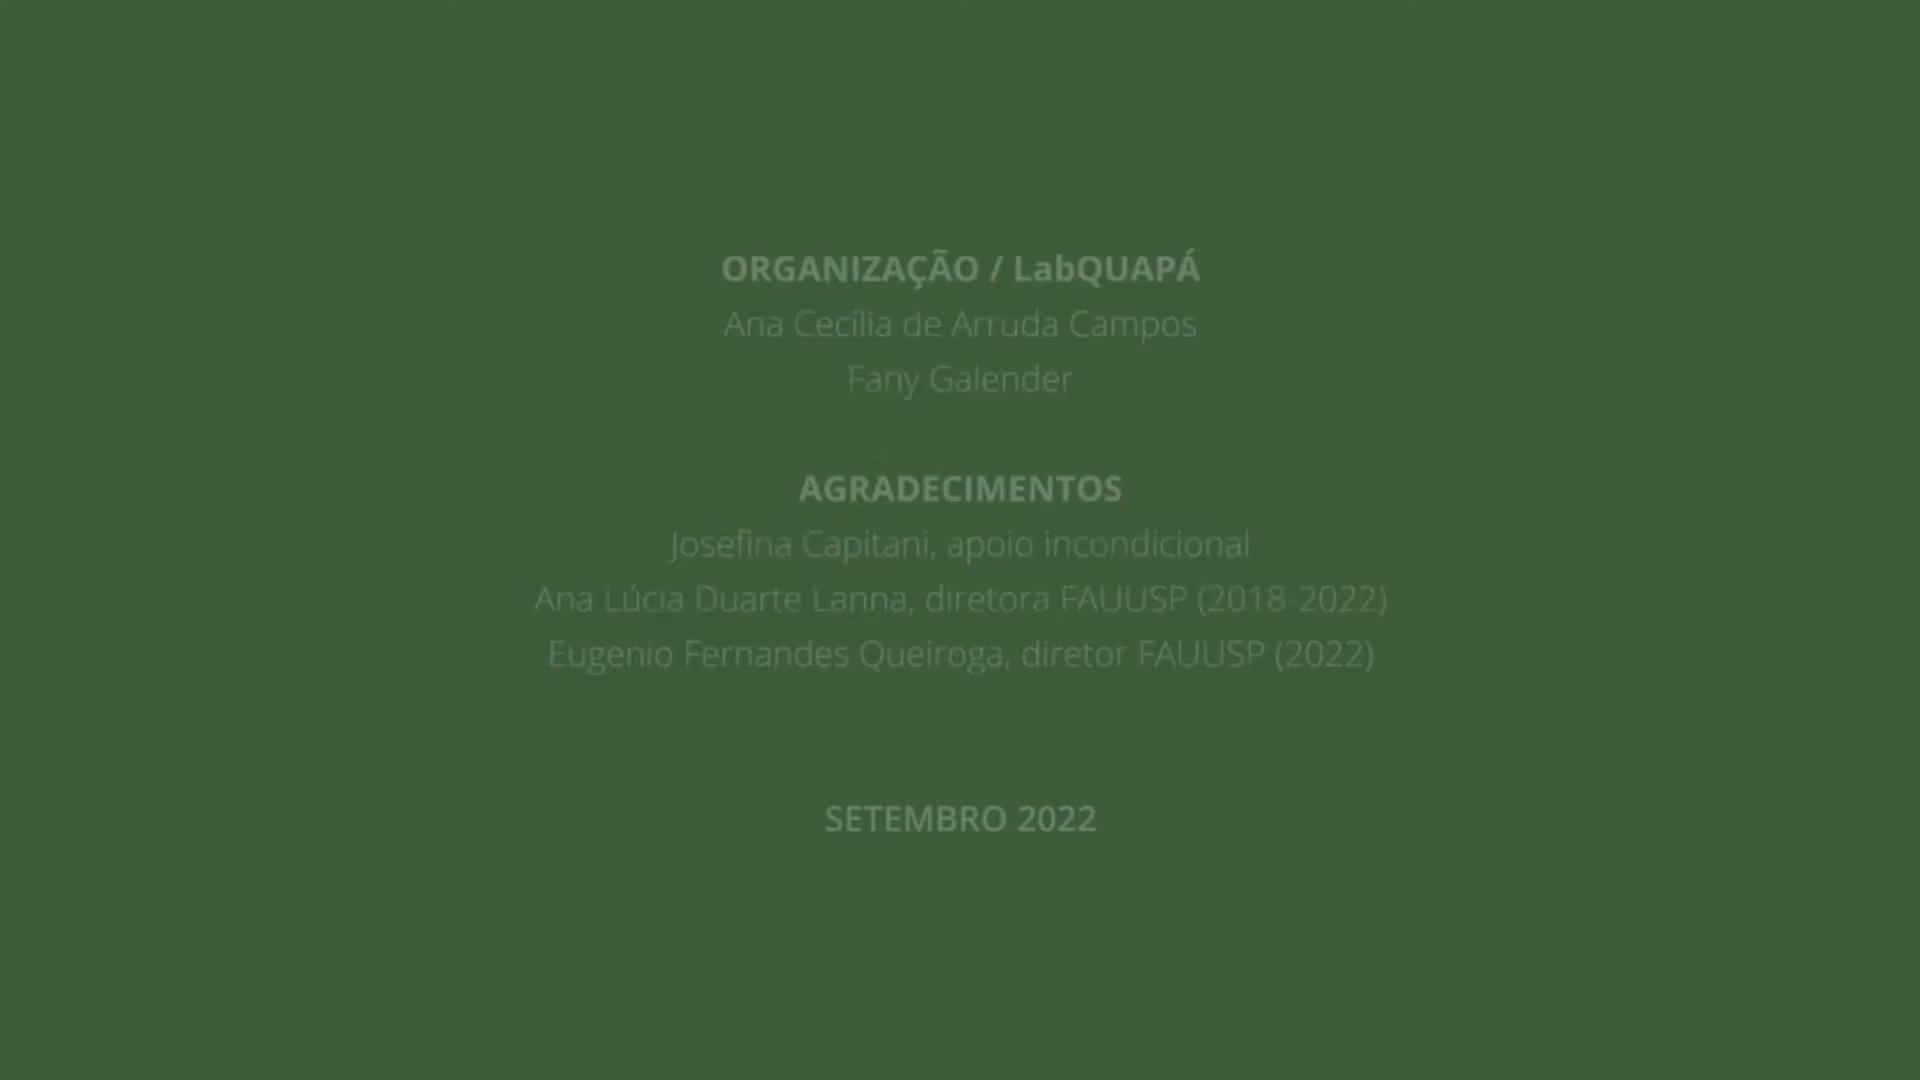 ORGANIZAÇÃO / LabQUAPÁ
Ana Cecília de Arruda Campos
Fany Galender
AGRADECIMENTOS
Josefina Capitani, apoio incondicional
Ana Lúcia Duarte Lanna, diretora FAUUSP (2018-2022)
Eugenio Fernandes Queiroga, diretor FAUUSP (2022)
SETEMBRO 2022